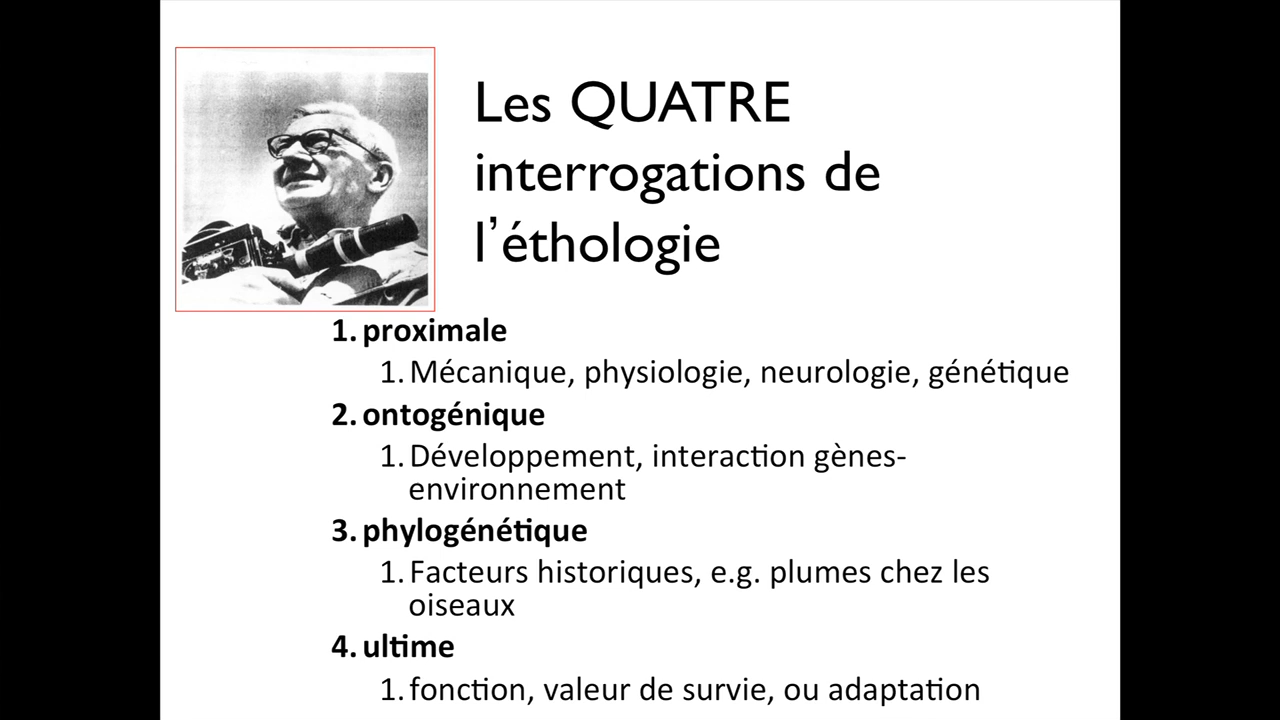 Les QUATRE
interrogations de
l’éthologie
1. proximale
1. Mécanique, physiologie, neurologie, génétique
2. ontogénique
1. Développement, interaction gènes-
environnement
3. phylogénétique
1. Facteurs historiques, e.g. plumes chez les
oiseaux
4. ultime
1. fonction, valeur de survie, ou adaptation